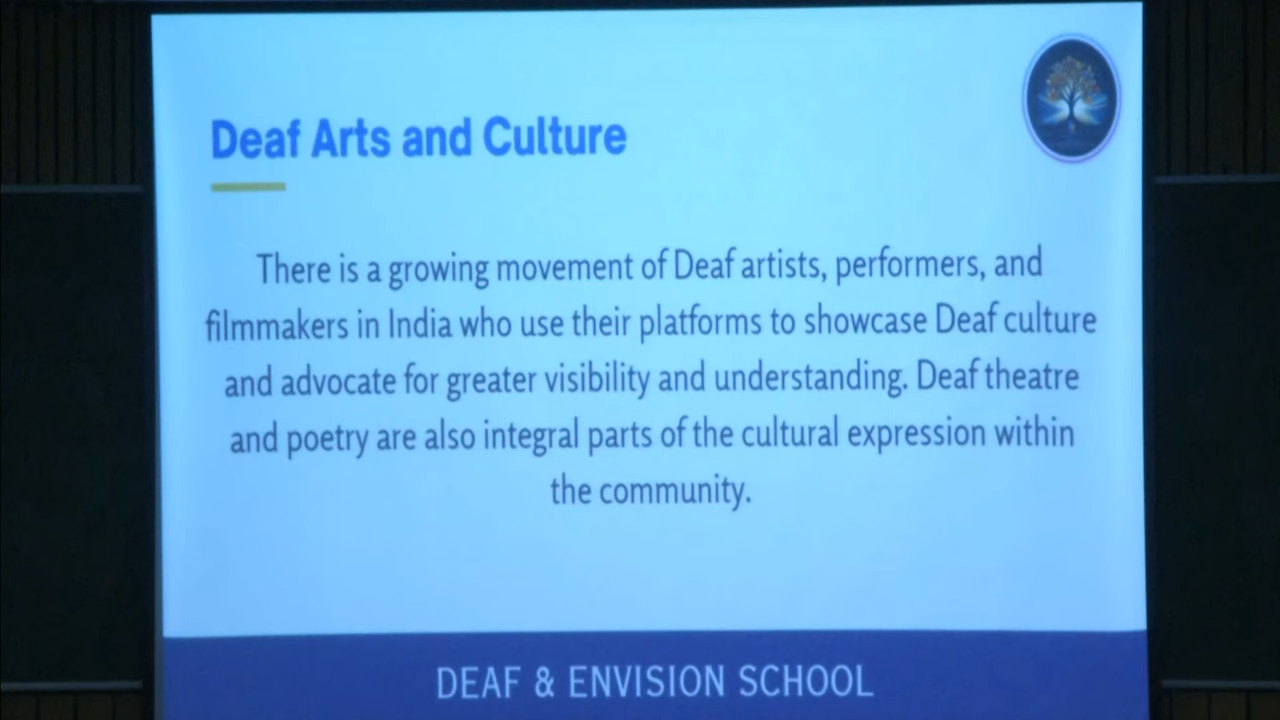 Deaf Arts and Culture
There is a growing movement of Deaf artists, performers, and
filmmakers in India who use their platforms to showcase Deaf culture
and advocate for greater visibility and understanding. Deaf theatre
and poetry are also integral parts of the cultural expression within
the community.
DEAF & ENVISION SCHOOL